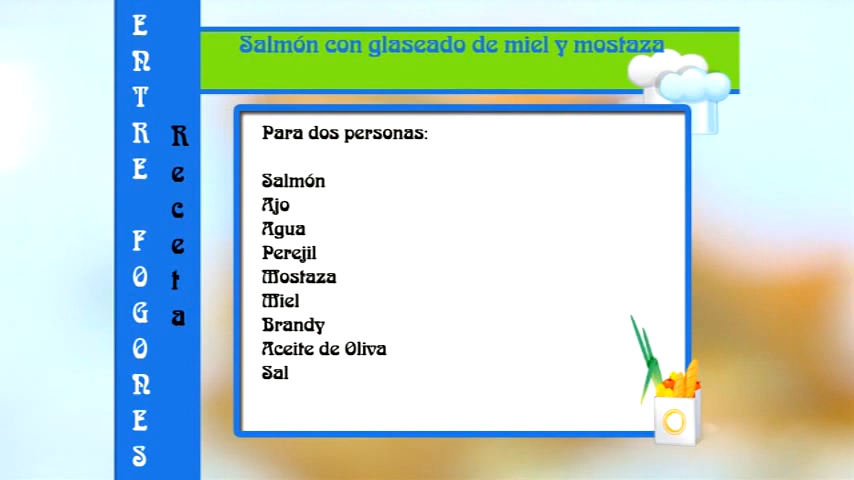 ENTRE FOGONES
Receta
Salmón con glaseado de miel y mostaza
Para dos personas:
Salmón
Ajo
Agua
Perejil
Mostaza
Miel
Brandy
Aceite de Oliva
Sal